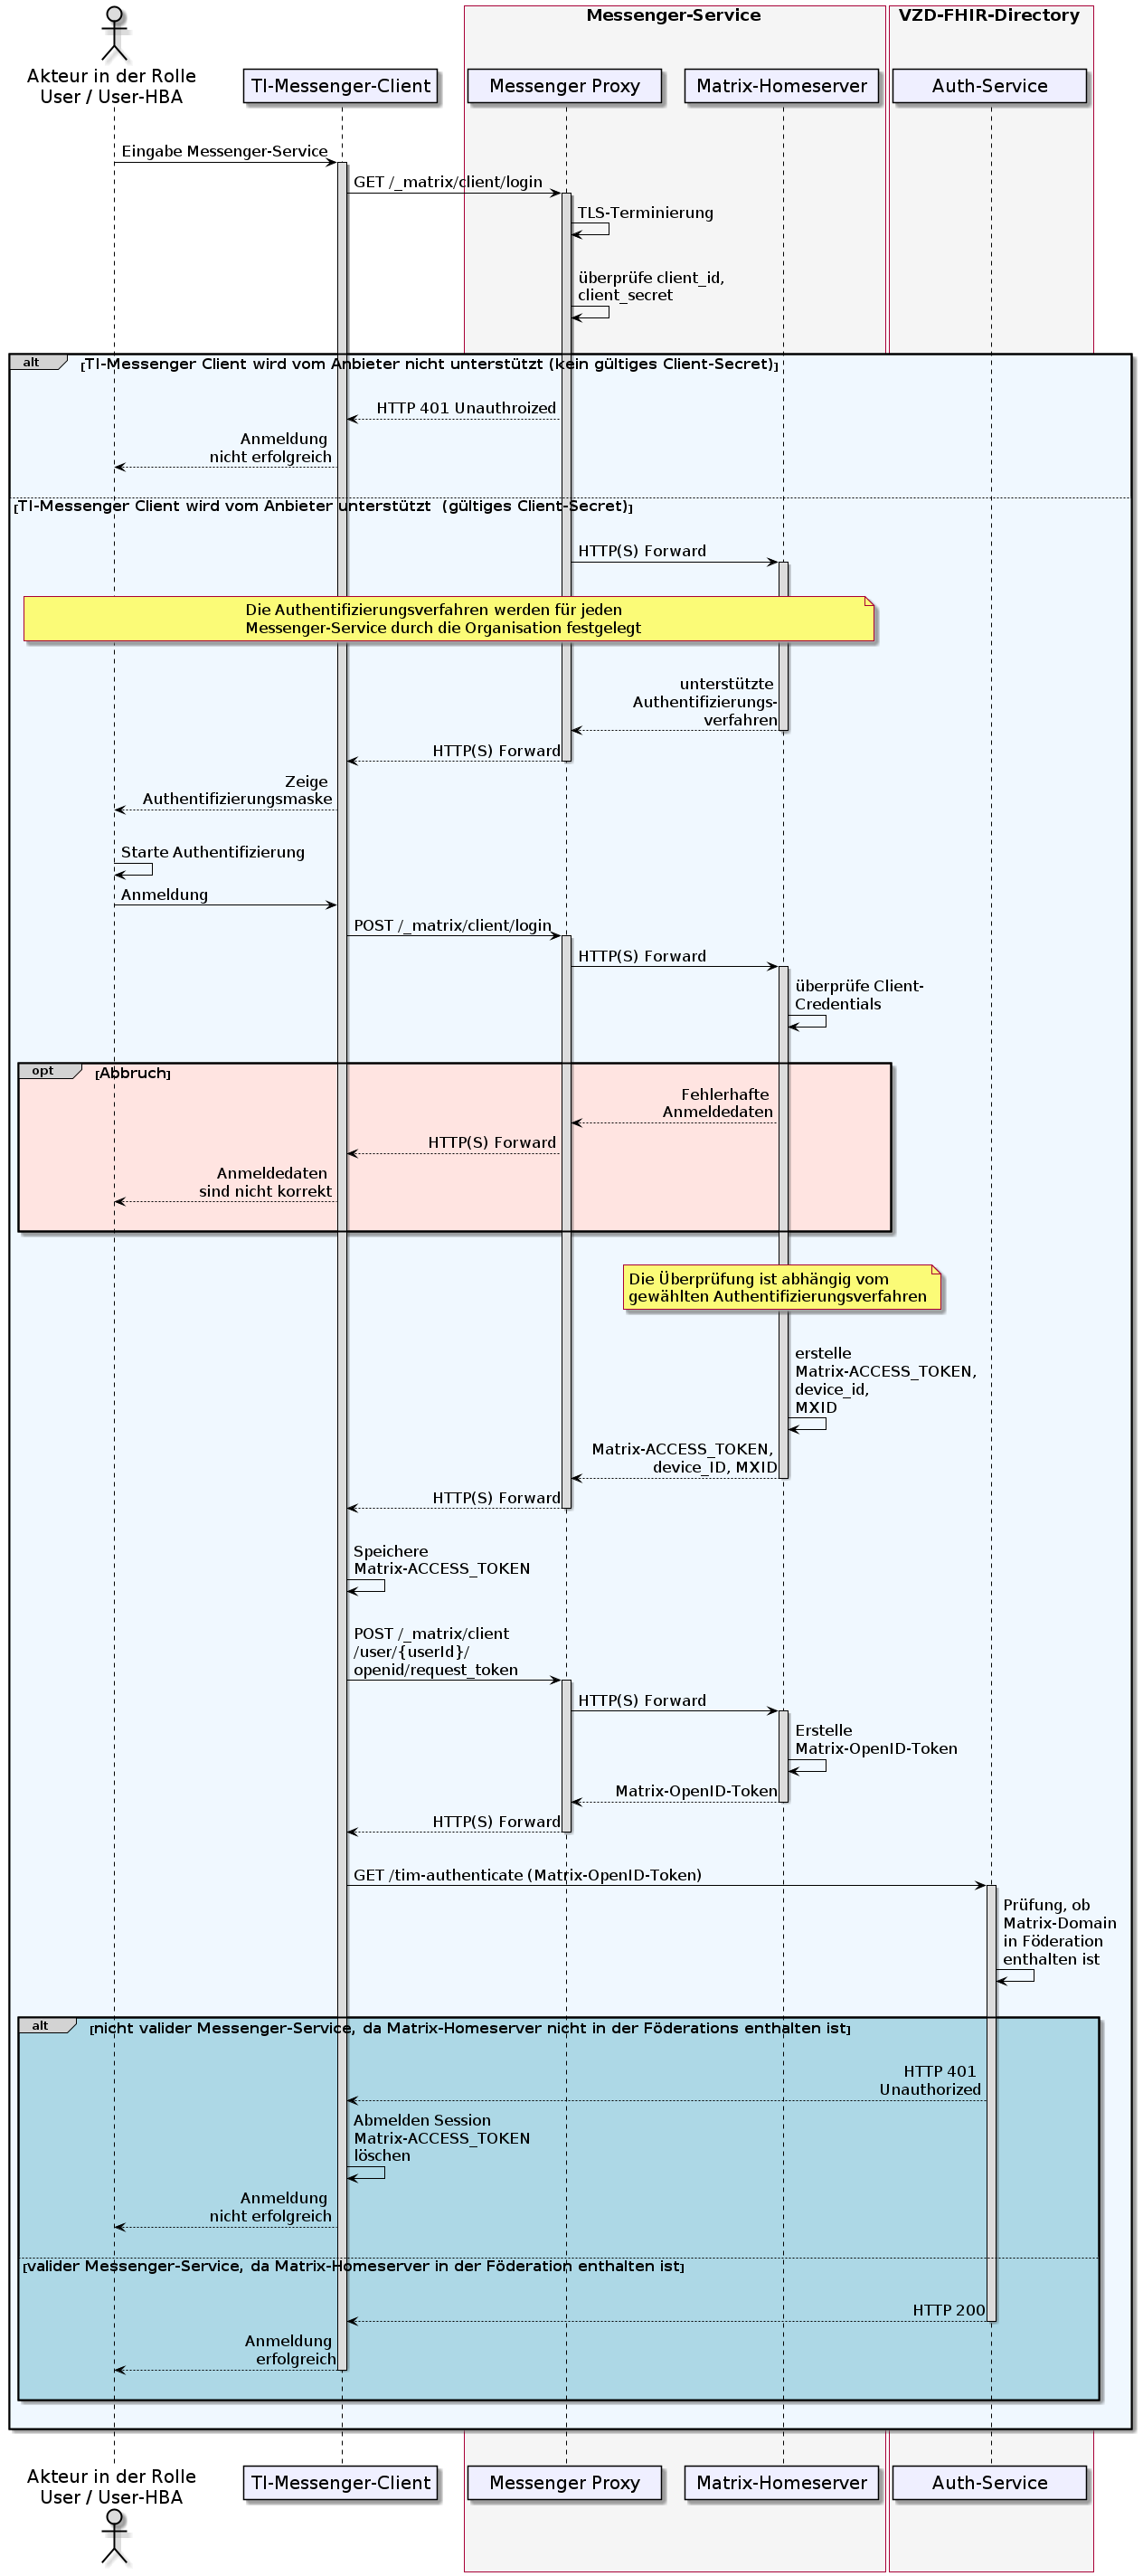 Messenger-Service
VZD-FHIR-Directory
Akteur in der Rolle
User / User-HBA
TI-Messenger-Client
Messenger Proxy
Matrix-Homeserver
Auth-Service
Eingabe Messenger-Service
GET /_matrix/client/login
TLS-Terminierung
überprüfe client_id,
client_secret
alt
[TI-Messenger Client wird vom Anbieter nicht unterstützt (kein gültiges Client-Secret)]
HTTP 401 Unauthroized
Anmeldung
nicht erfolgreich
[TI-Messenger Client wird vom Anbieter unterstützt  (gültiges Client-Secret)]
HTTP(S) Forward
Die Authentifizierungsverfahren werden für jeden
Messenger-Service durch die Organisation festgelegt
unterstützte
Authentifizierungs-
verfahren
HTTP(S) Forward
Zeige
Authentifizierungsmaske
Starte Authentifizierung
Anmeldung
POST /_matrix/client/login
HTTP(S) Forward
überprüfe Client-
Credentials
opt
[Abbruch]
Fehlerhafte
Anmeldedaten
HTTP(S) Forward
Anmeldedaten
sind nicht korrekt
Die Überprüfung ist abhängig vom
gewählten Authentifizierungsverfahren
erstelle
Matrix-ACCESS_TOKEN,
device_id,
MXID
Matrix-ACCESS_TOKEN,
device_ID, MXID
HTTP(S) Forward
Speichere
Matrix-ACCESS_TOKEN
POST /_matrix/client
/user/{userId}/
openid/request_token
HTTP(S) Forward
Erstelle
Matrix-OpenID-Token
Matrix-OpenID-Token
HTTP(S) Forward
GET /tim-authenticate (Matrix-OpenID-Token)
Prüfung, ob
Matrix-Domain
in Föderation
enthalten ist
alt
[nicht valider Messenger-Service, da Matrix-Homeserver nicht in der Föderations enthalten ist]
HTTP 401
Unauthorized
Abmelden Session
Matrix-ACCESS_TOKEN
löschen
Anmeldung
nicht erfolgreich
[valider Messenger-Service, da Matrix-Homeserver in der Föderation enthalten ist]
HTTP 200
Anmeldung
erfolgreich
Akteur in der Rolle
User / User-HBA
TI-Messenger-Client
Messenger Proxy
Matrix-Homeserver
Auth-Service